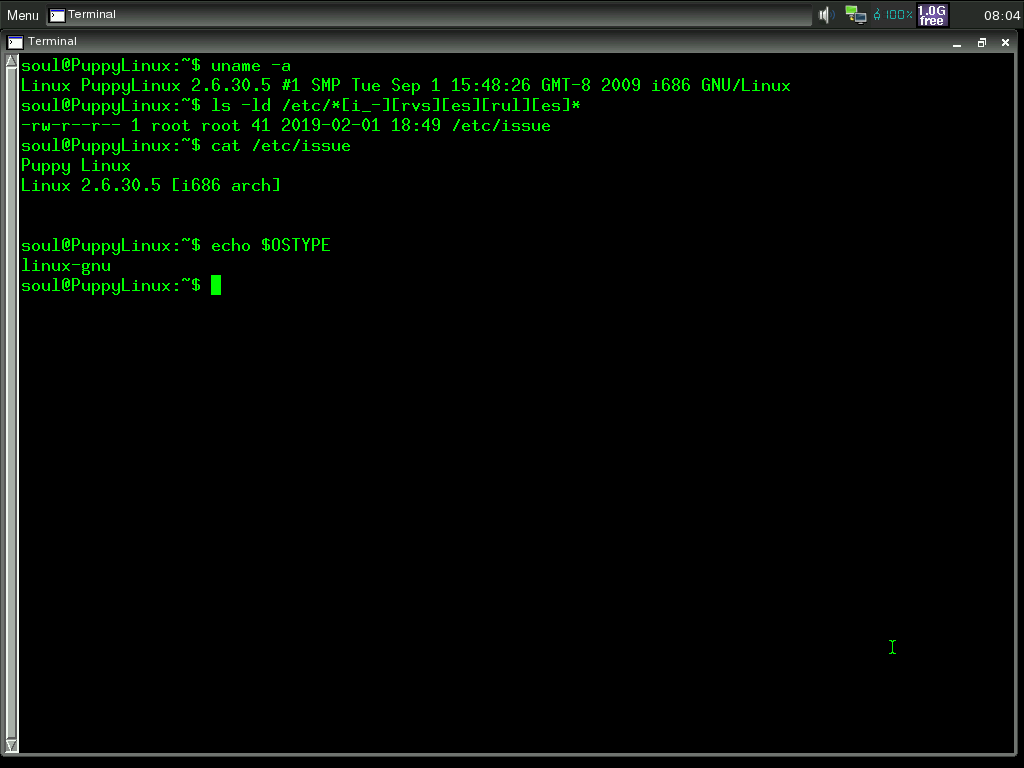 Menu Terminal 100% 1.0G free 08:04
Terminal
soul@PuppyLinux:~$ uname -a
Linux PuppyLinux 2.6.30.5 #1 SMP Tue Sep 1 15:48:26 GMT-8 2009 i686 GNU/Linux
soul@PuppyLinux:~$ ls -ld /etc/*[i_-][rvs][es][rul][es]*
-rw-r--r-- 1 root root 41 2019-02-01 18:49 /etc/issue
soul@PuppyLinux:~$ cat /etc/issue
Puppy Linux
Linux 2.6.30.5 [i686 arch]
soul@PuppyLinux:~$ echo $OSTYPE
linux-gnu
soul@PuppyLinux:~$